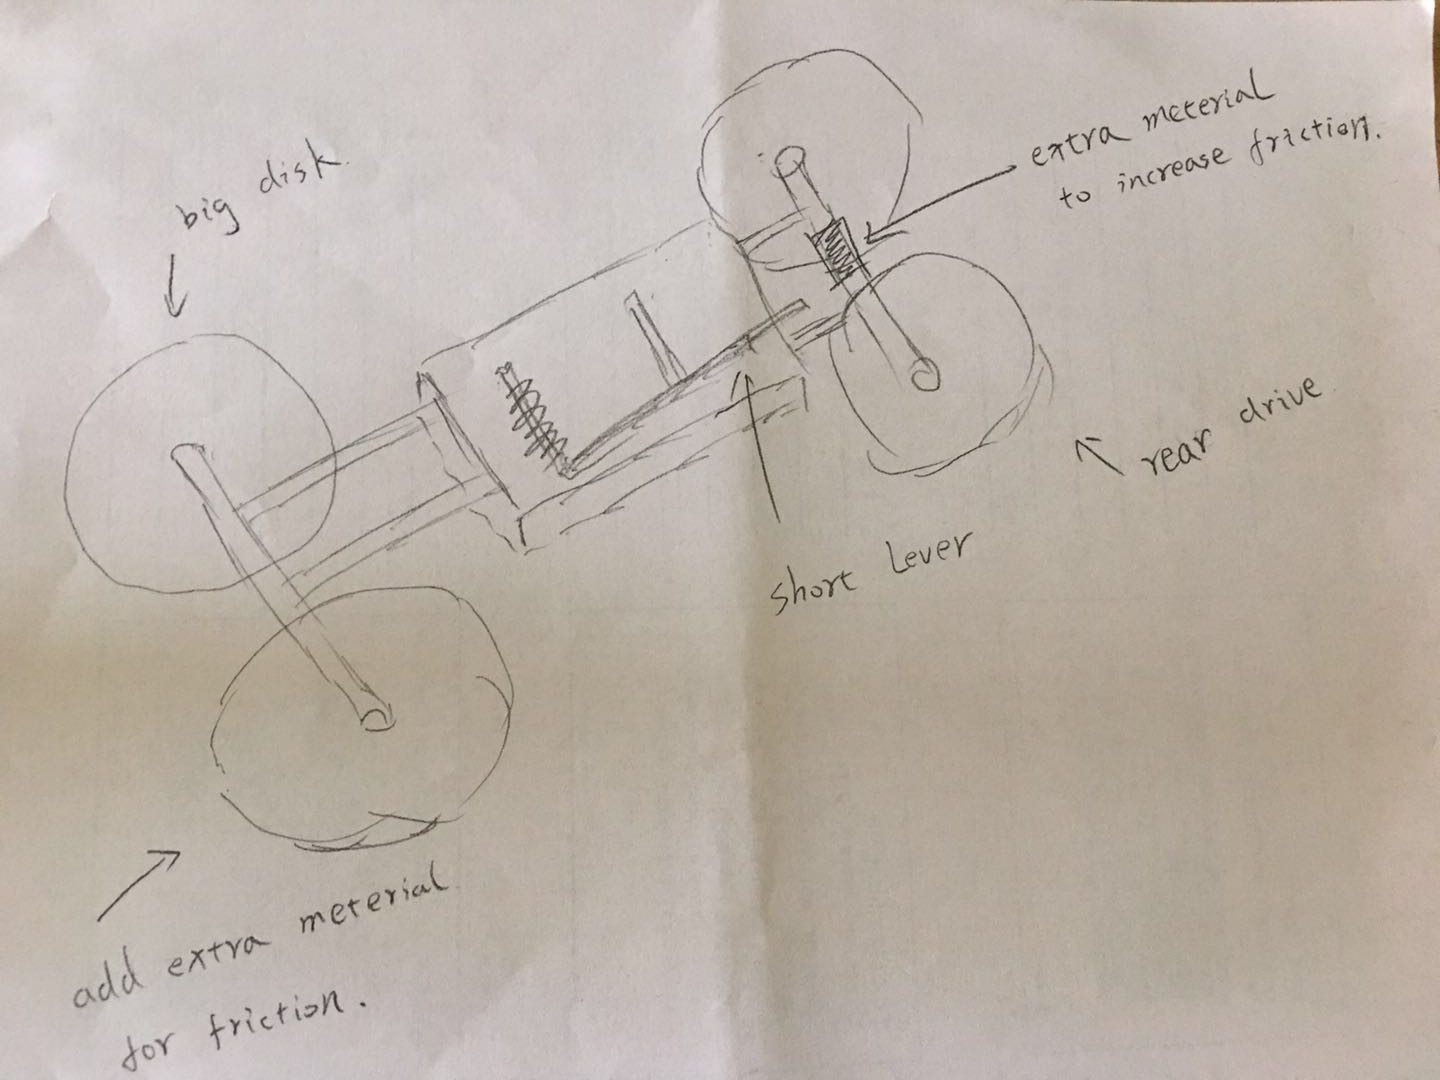 big disk.
extra meterial
to increase friction.
rear drive
short Lever
add extra meterial
for friction.